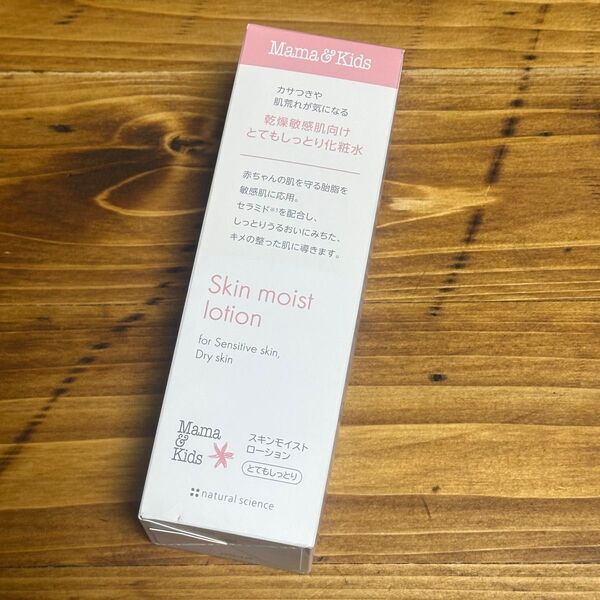 Mama & Kids
カサつきや
肌荒れが気になる
乾燥敏感肌向け
とてもしっとり化粧水
赤ちゃんの肌を守る胎脂を
敏感肌に応用。
セラミド※1を配合し、
しっとりうるおいにみちた、
キメの整った肌に導きます。
Skin moist
lotion
for Sensitive skin,
Dry skin
Mama
&
Kids
スキンモイスト
ローション
とてもしっとり
natural science